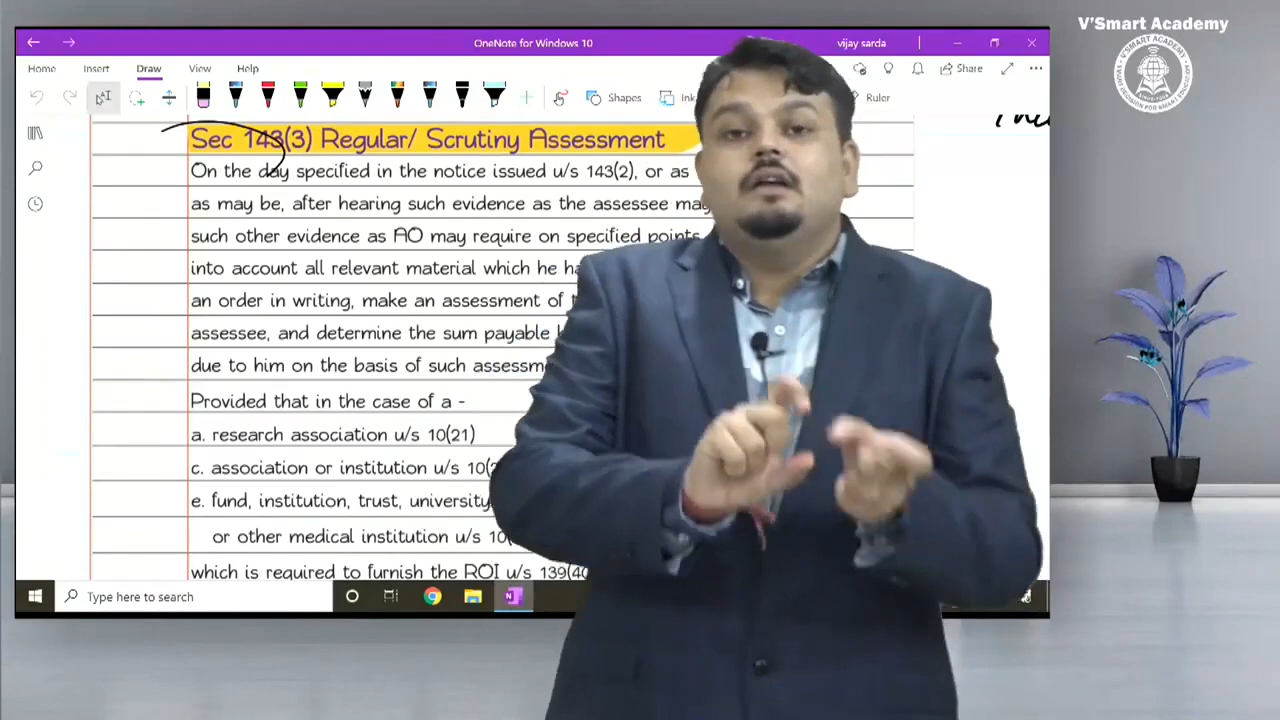 V'Smart Academy
OneNote for Windows 10
vijay sarda
Home Insert Draw View Help
Share
Shapes
Ink
Ruler
Sec 143(3) Regular/ Scrutiny Assessment
On the day specified in the notice issued u/s 143(2), or as
as may be, after hearing such evidence as the assessee may
such other evidence as AO may require on specified points
into account all relevant material which he ha
an order in writing, make an assessment of
assessee, and determine the sum payable
due to him on the basis of such assessm
Provided that in the case of a -
a. research association u/s 10(21)
c. association or institution u/s 10(2
e. fund, institution, trust, university
or other medical institution u/s 10(
which is required to furnish the ROI u/s 139(4C
Type here to search